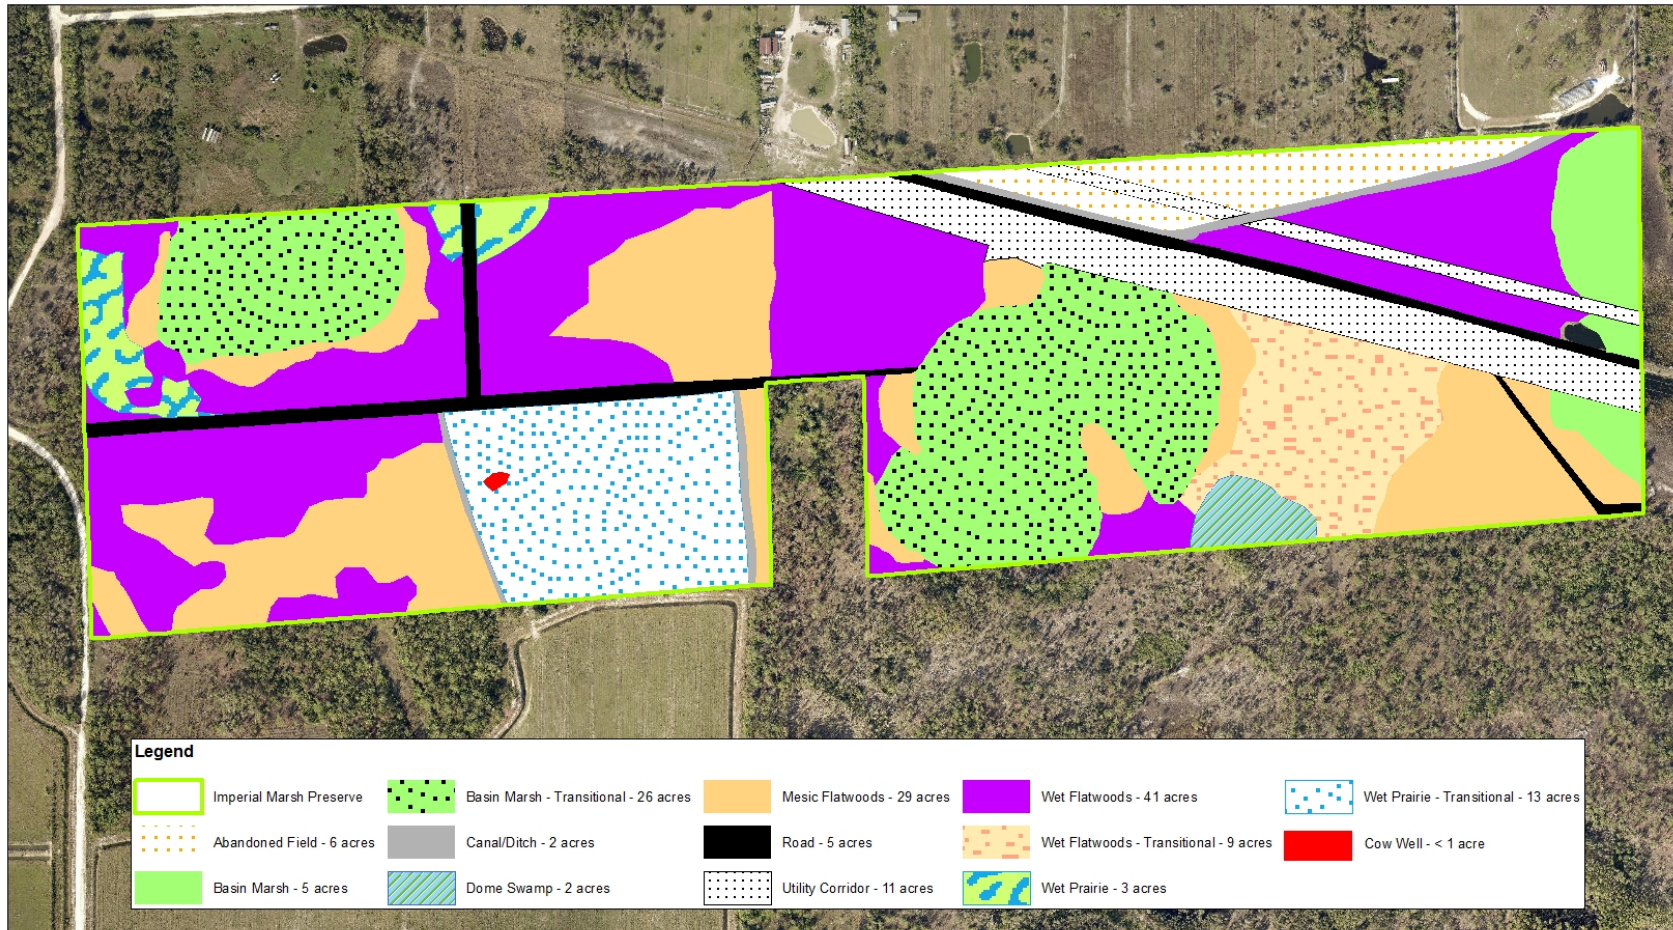 Legend
Imperial Marsh Preserve
Basin Marsh - Transitional - 26 acres
Mesic Flatwoods - 29 acres
Wet Flatwoods - 41 acres
Wet Prairie - Transitional - 13 acres
Abandoned Field - 6 acres
Canal/Ditch - 2 acres
Road - 5 acres
Wet Flatwoods - Transitional - 9 acres
Cow Well - < 1 acre
Basin Marsh - 5 acres
Dome Swamp - 2 acres
Utility Corridor - 11 acres
Wet Prairie - 3 acres